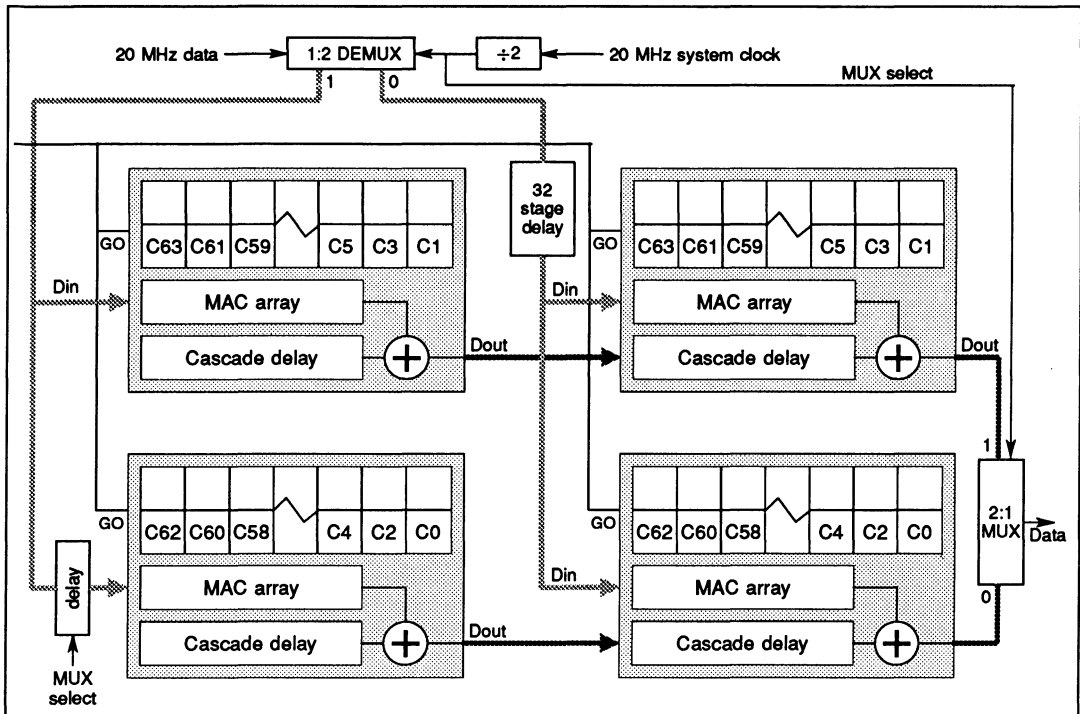 20 MHz data
1:2 DEMUX
÷2
20 MHz system clock
1
0
MUX select
32
stage
delay
GO
C63 C61 C59 C5 C3 C1
Din
MAC array
Cascade delay
+
Dout
GO
C63 C61 C59 C5 C3 C1
Din
MAC array
Cascade delay
+
Dout
GO
C62 C60 C58 C4 C2 C0
delay
MUX
select
MAC array
Cascade delay
+
Dout
GO
C62 C60 C58 C4 C2 C0
Din
MAC array
Cascade delay
+
1
2:1
MUX
0
Data